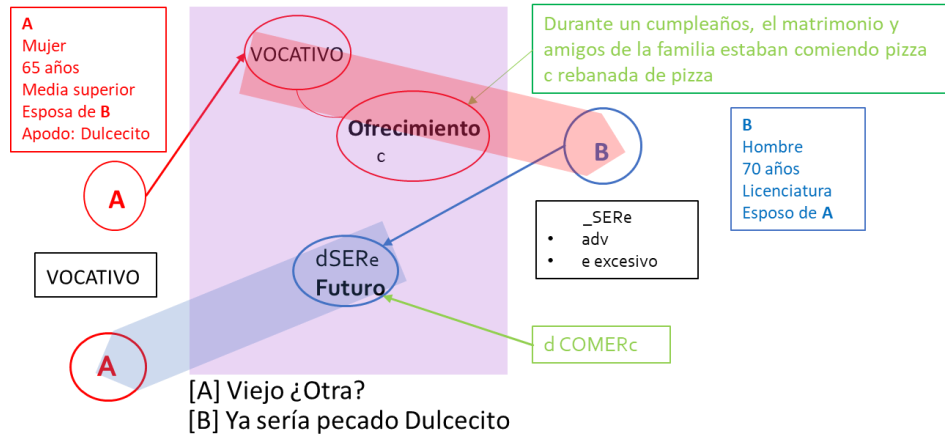 A
Mujer
65 años
Media superior
Esposa de B
Apodo: Dulcecito
VOCATIVO
Durante un cumpleaños, el matrimonio y
amigos de la familia estaban comiendo pizza
c rebanada de pizza
Ofrecimiento
c
B
B
Hombre
70 años
Licenciatura
Esposo de A
A
_SERe
• adv
• e excesivo
dSERe
Futuro
VOCATIVO
d COMERc
A
[A] Viejo ¿Otra?
[B] Ya sería pecado Dulcecito